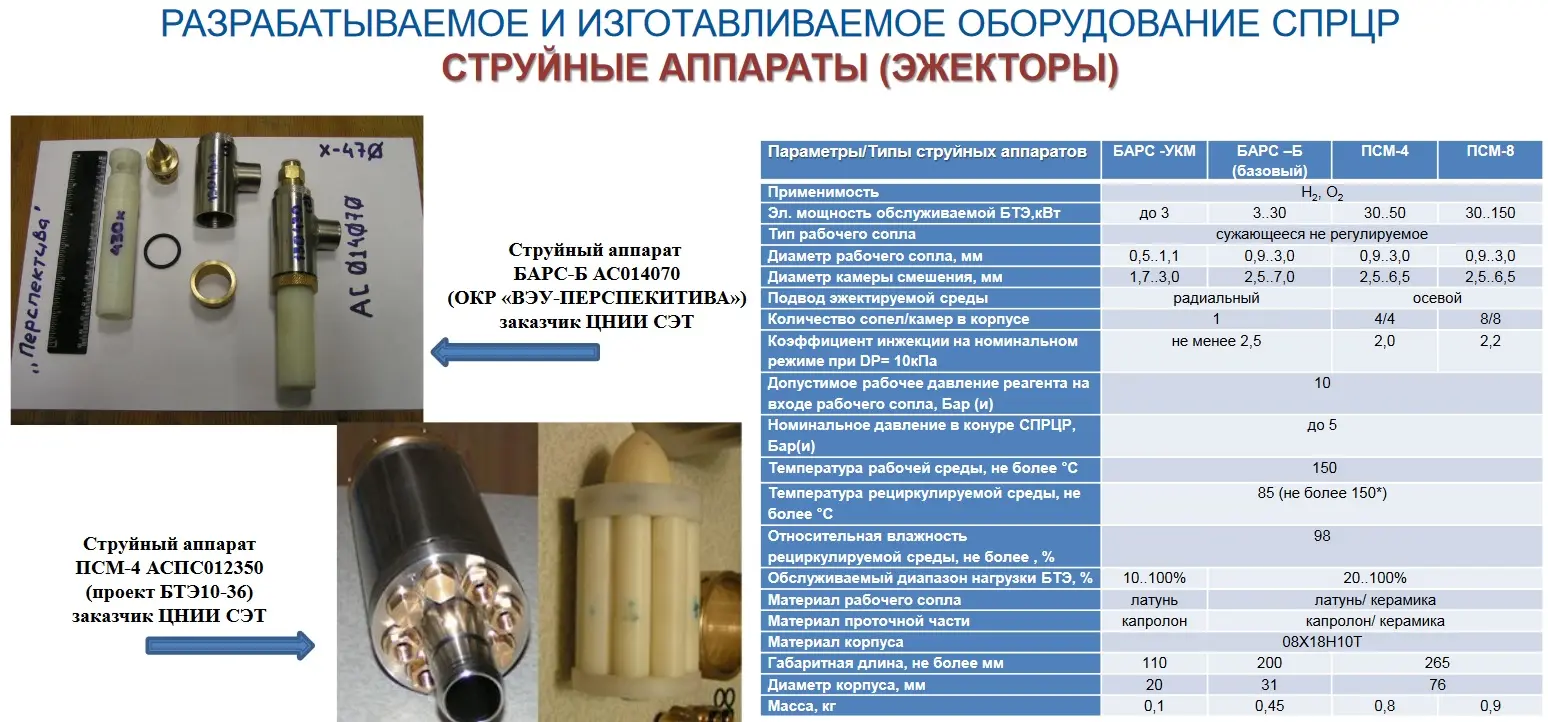 РАЗРАБАТЫВАЕМОЕ И ИЗГОТАВЛИВАЕМОЕ ОБОРУДОВАНИЕ СПРЦР
СТРУЙНЫЕ АППАРАТЫ (ЭЖЕКТОРЫ)
„Перспектива"
430к
Х-47Ø
АС Ø14Ø7Ø
Струйный аппарат
БАРС-Б АС014070
(ОКР «ВЭУ-ПЕРСПЕКИТИВА»)
заказчик ЦНИИ СЭТ
Струйный аппарат
ПСМ-4 АСПС012350
(проект БТЭ10-36)
заказчик ЦНИИ СЭТ
Параметры/Типы струйных аппаратов БАРС -УКМ БАРС –Б (базовый) ПСМ-4 ПСМ-8
Применимость H2, O2
Эл. мощность обслуживаемой БТЭ,кВт до 3 3..30 30..50 30..150
Тип рабочего сопла сужающееся не регулируемое
Диаметр рабочего сопла, мм 0,5..1,1 0,9..3,0 0,9..3,0 0,9..3,0
Диаметр камеры смешения, мм 1,7..3,0 2,5..7,0 2,5..6,5 2,5..6,5
Подвод эжектируемой среды радиальный осевой
Количество сопел/камер в корпусе 1 4/4 8/8
Коэффициент инжекции на номинальном
режиме при DP= 10кПа не менее 2,5 2,0 2,2
Допустимое рабочее давление реагента на
входе рабочего сопла, Бар (и) 10
Номинальное давление в конуре СПРЦР,
Бар(и) до 5
Температура рабочей среды, не более °С 150
Температура рециркулируемой среды, не
более °С 85 (не более 150*)
Относительная влажность
рециркулируемой среды, не более , % 98
Обслуживаемый диапазон нагрузки БТЭ, % 10..100% 20..100%
Материал рабочего сопла латунь латунь/ керамика
Материал проточной части капролон капролон/ керамика
Материал корпуса 08Х18Н10Т
Габаритная длина, не более мм 110 200 265
Диаметр корпуса, мм 20 31 76
Масса, кг 0,1 0,45 0,8 0,9